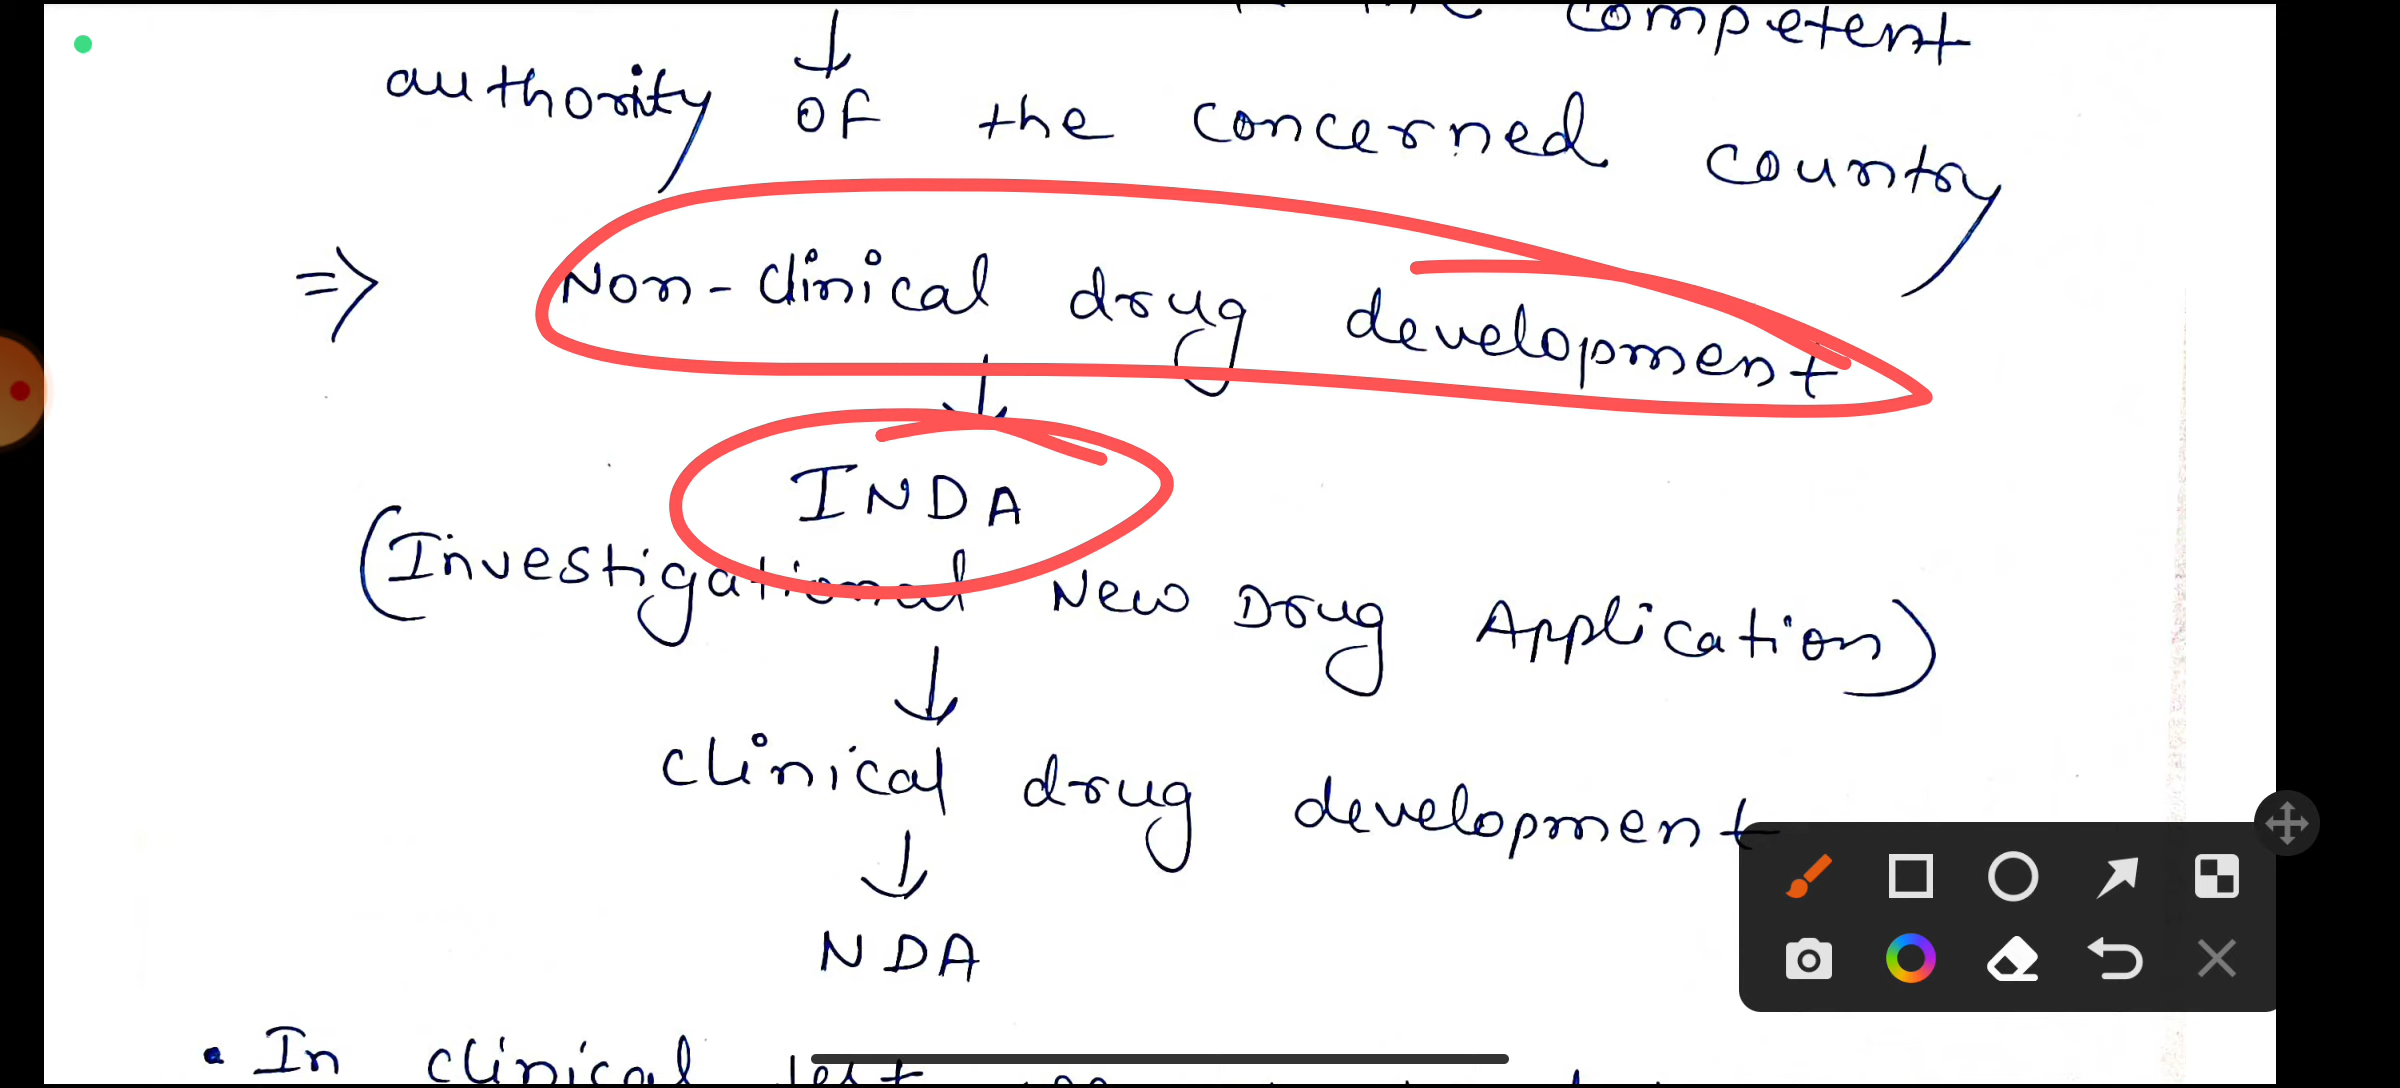 competent
authority of the concerned country
⇒ Non-clinical drug development
↓
INDA
(Investigational New Drug Application)
↓
clinical drug development
↓
NDA
• In clinical